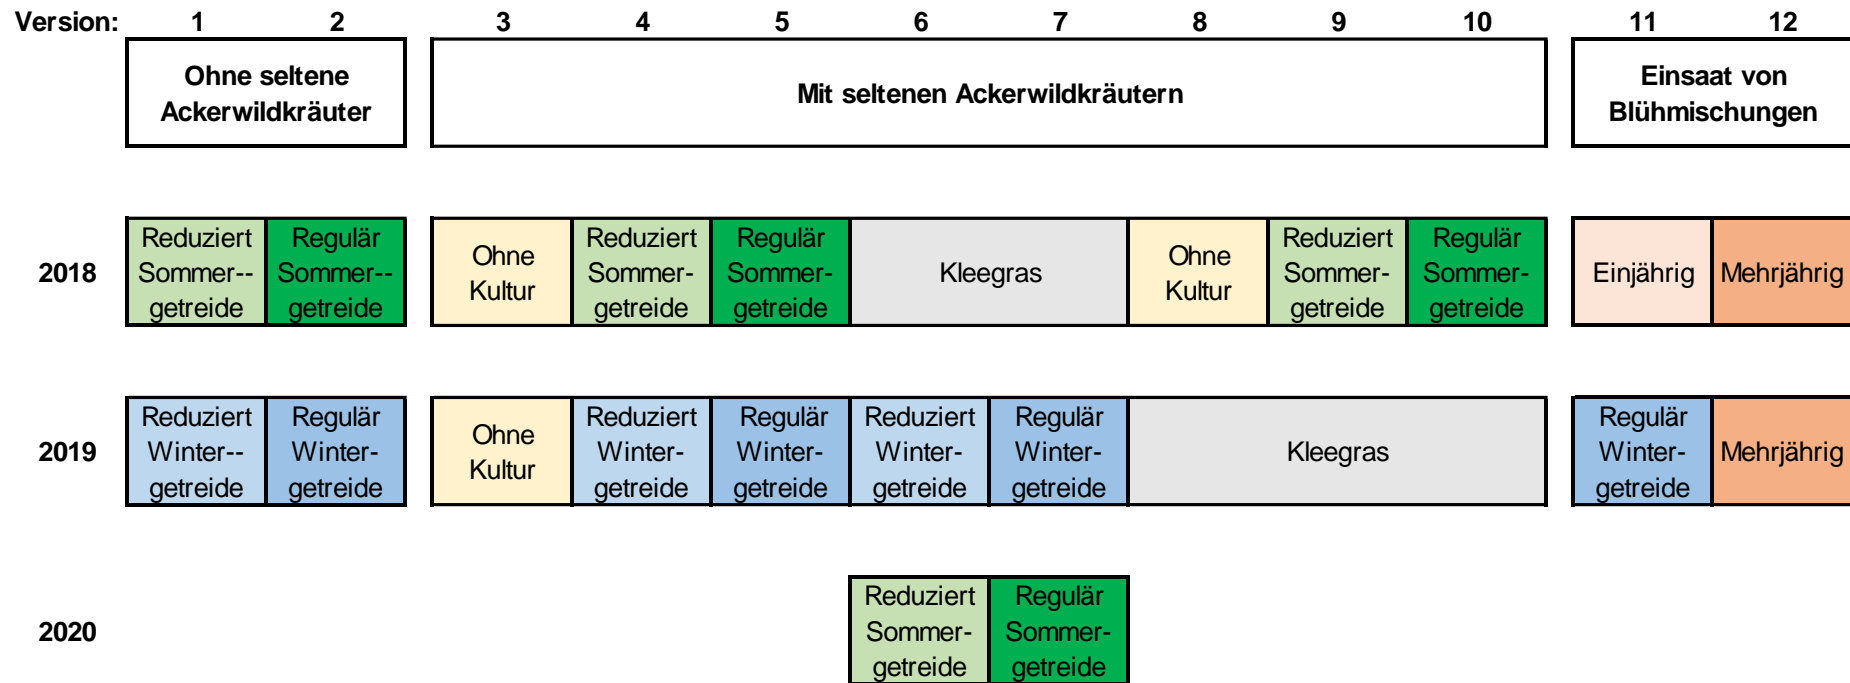 Version: 1 2 3 4 5 6 7 8 9 10 11 12
Ohne seltene
Ackerwildkräuter
Mit seltenen Ackerwildkräutern
Einsaat von
Blühmischungen
2018
Reduziert
Sommer--
getreide
Regulär
Sommer--
getreide
Ohne
Kultur
Reduziert
Sommer-
getreide
Regulär
Sommer-
getreide
Kleegras
Ohne
Kultur
Reduziert
Sommer-
getreide
Regulär
Sommer-
getreide
Einjährig
Mehrjährig
2019
Reduziert
Winter--
getreide
Regulär
Winter-
getreide
Ohne
Kultur
Reduziert
Winter-
getreide
Regulär
Winter-
getreide
Reduziert
Winter-
getreide
Regulär
Winter-
getreide
Kleegras
Regulär
Winter-
getreide
Mehrjährig
2020
Reduziert
Sommer-
getreide
Regulär
Sommer-
getreide